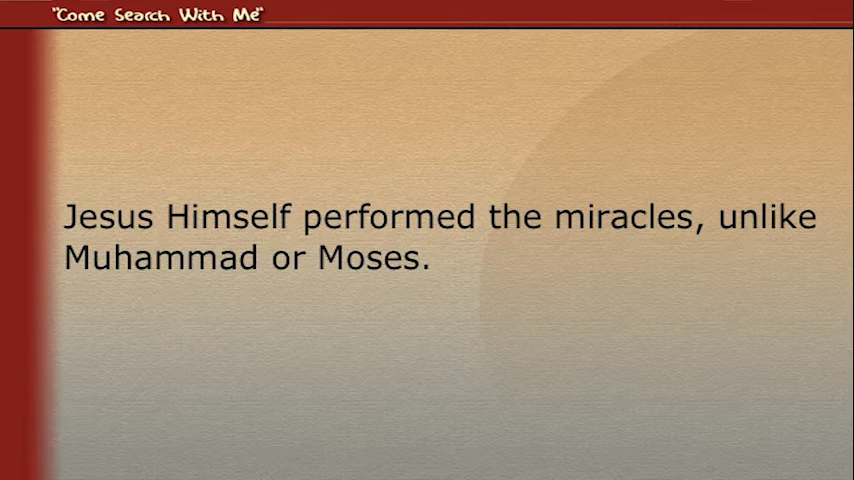 "Come Search With Me"
Jesus Himself performed the miracles, unlike
Muhammad or Moses.